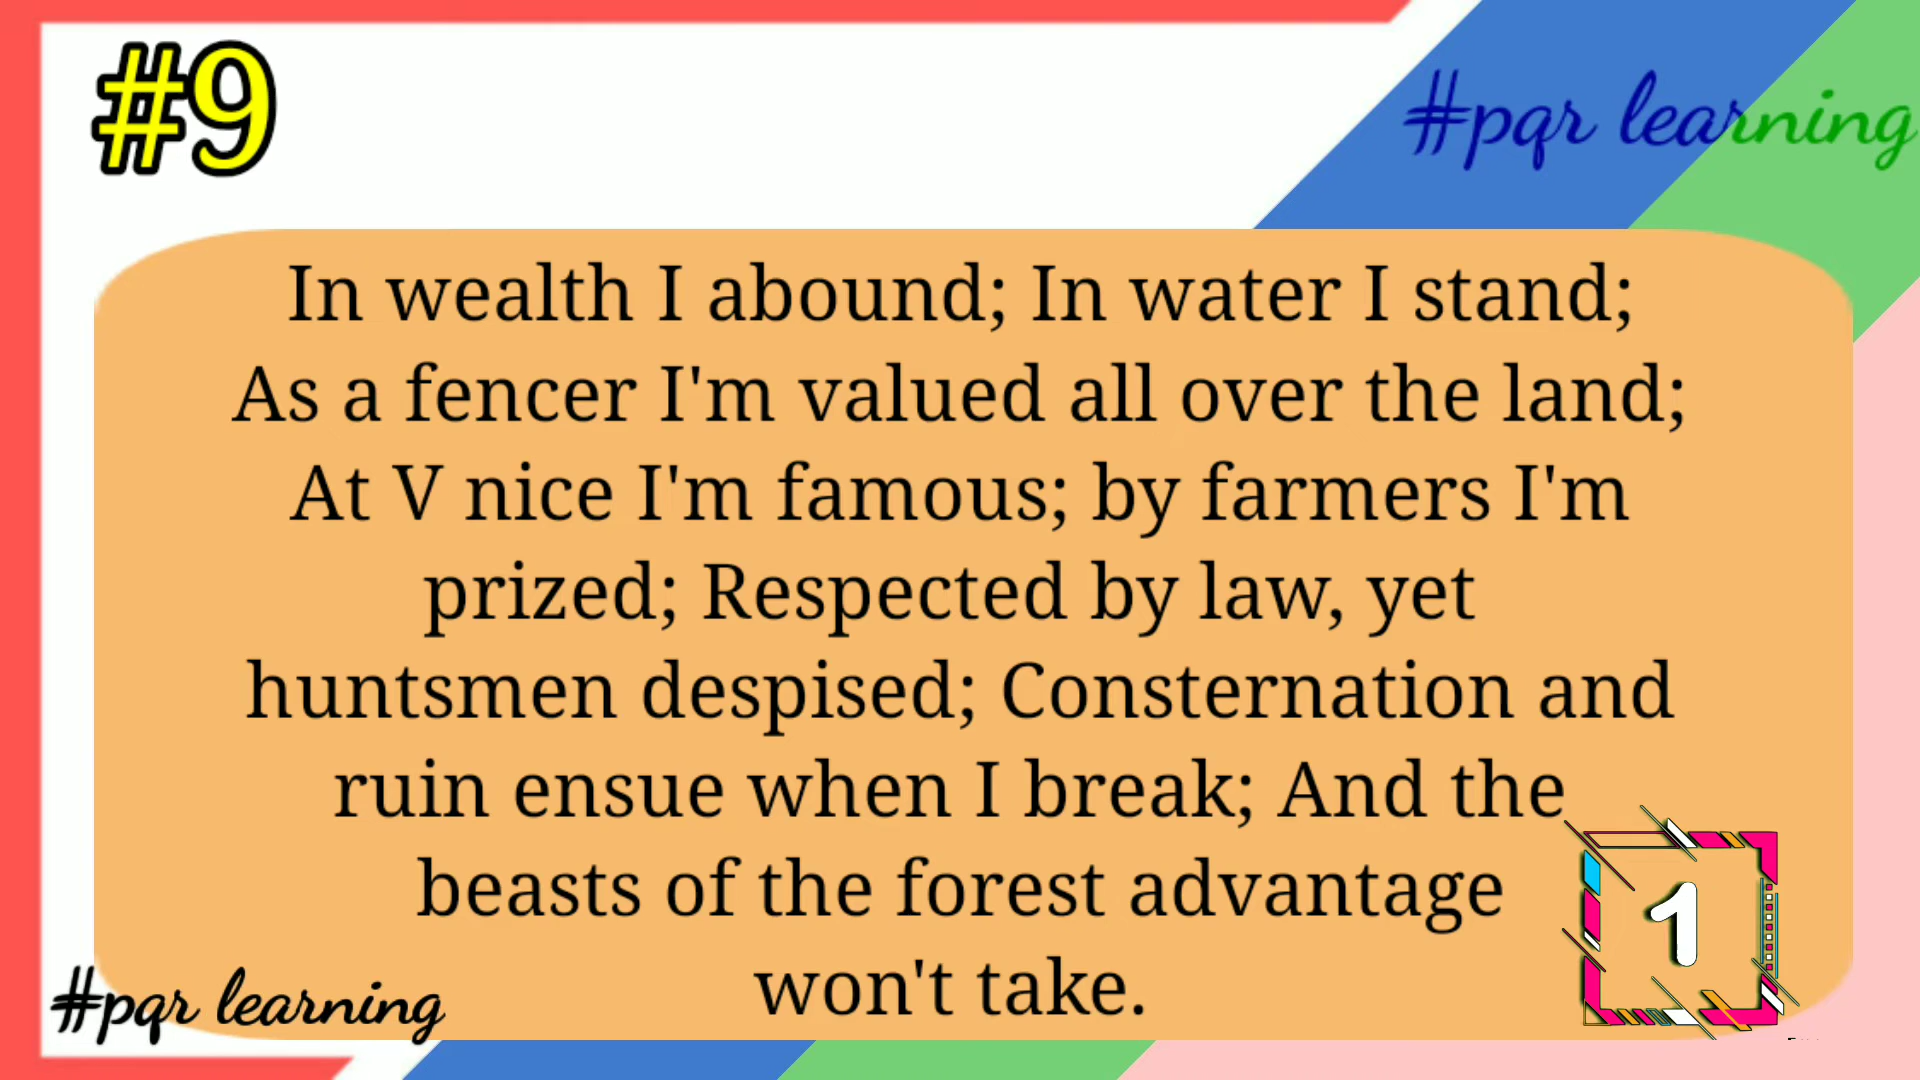 #9
#pqr learning
In wealth I abound; In water I stand;
As a fencer I'm valued all over the land;
At V nice I'm famous; by farmers I'm
prized; Respected by law, yet
huntsmen despised; Consternation and
ruin ensue when I break; And the
beasts of the forest advantage
won't take.
1
#pqr learning